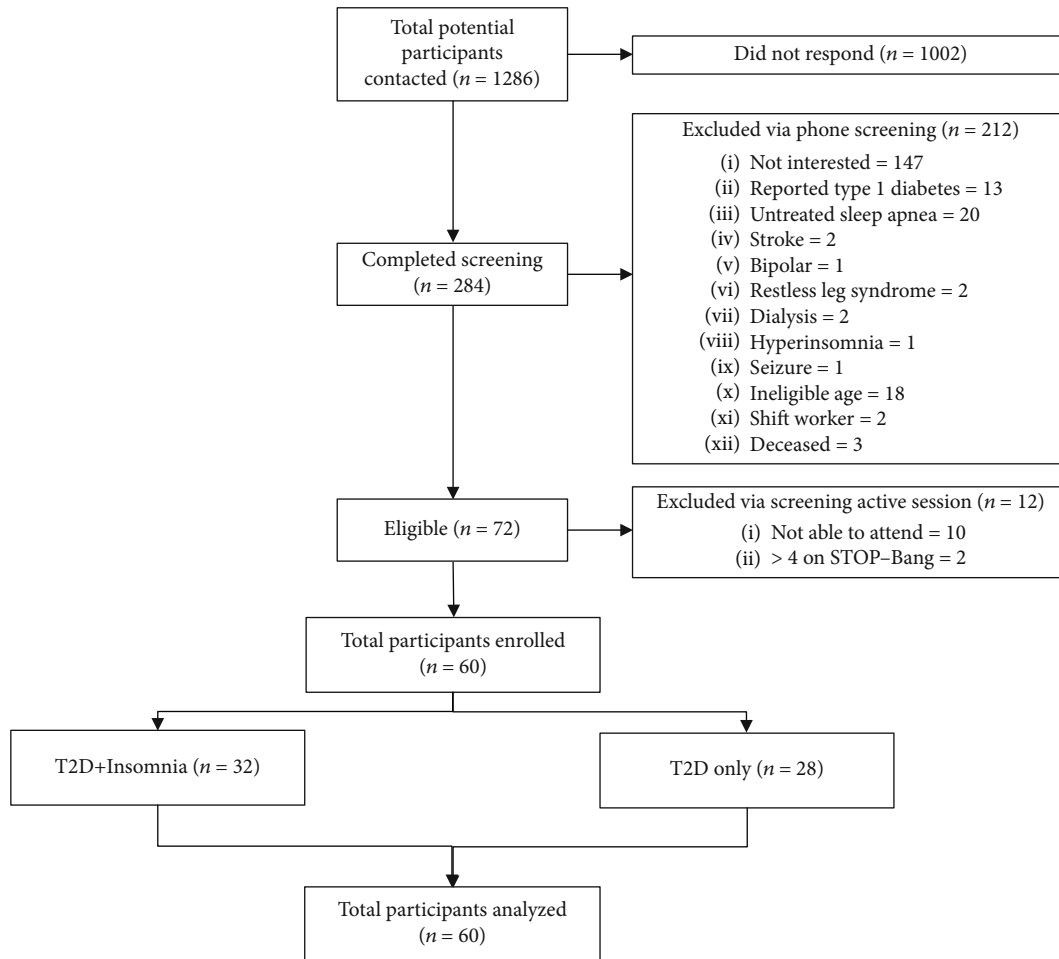 Total potential
participants
contacted (n = 1286)
Did not respond (n = 1002)
Excluded via phone screening (n = 212)
(i) Not interested = 147
(ii) Reported type 1 diabetes = 13
(iii) Untreated sleep apnea = 20
(iv) Stroke = 2
(v) Bipolar = 1
(vi) Restless leg syndrome = 2
(vii) Dialysis = 2
(viii) Hyperinsomnia = 1
(ix) Seizure = 1
(x) Ineligible age = 18
(xi) Shift worker = 2
(xii) Deceased = 3
Completed screening
(n = 284)
Eligible (n = 72)
Excluded via screening active session (n = 12)
(i) Not able to attend = 10
(ii) > 4 on STOP–Bang = 2
Total participants enrolled
(n = 60)
T2D+Insomnia (n = 32)
T2D only (n = 28)
Total participants analyzed
(n = 60)